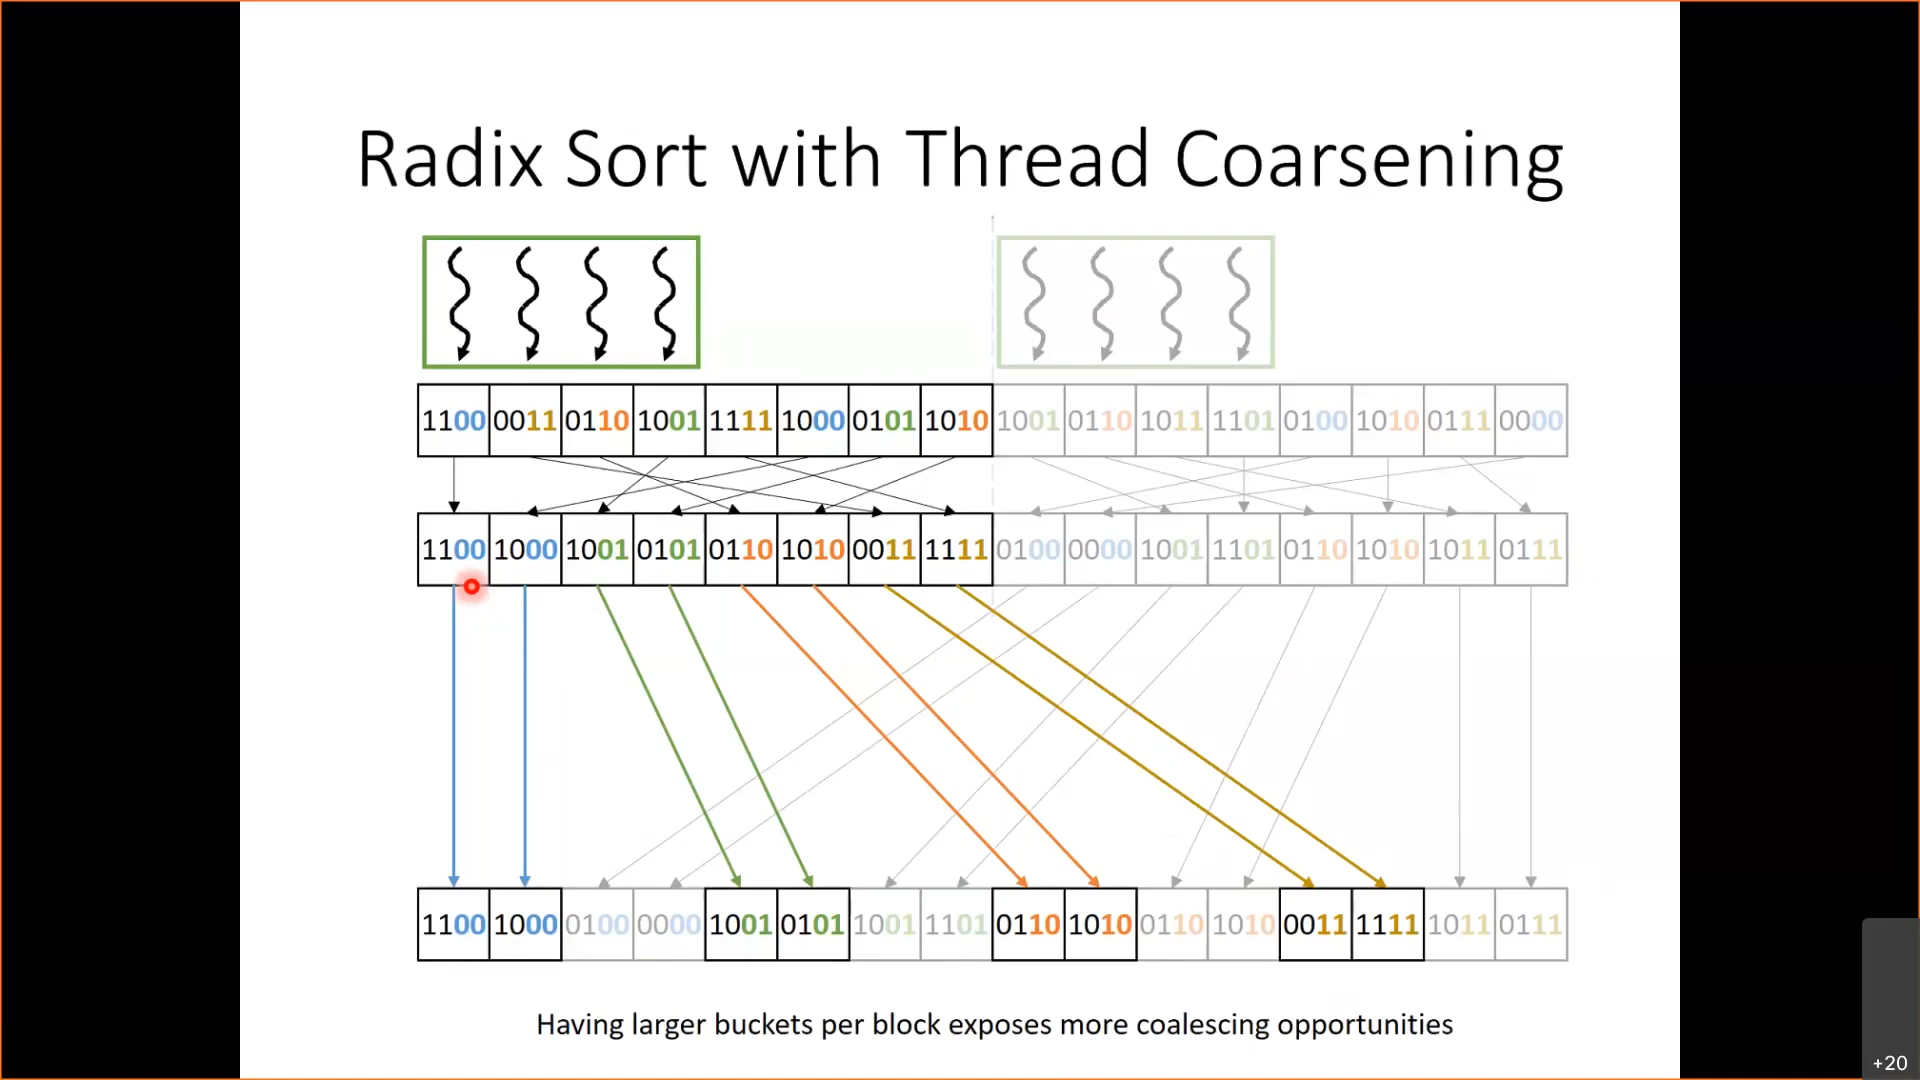 Radix Sort with Thread Coarsening
1100 0011 0110 1001 1111 1000 0101 1010 1001 0110 1011 1101 0100 1010 0111 0000
1100 1000 1001 0101 0110 1010 0011 1111 0100 0000 1001 1101 0110 1010 1011 0111
1100 1000 0100 0000 1001 0101 1001 1101 0110 1010 0110 1010 0011 1111 1011 0111
Having larger buckets per block exposes more coalescing opportunities
+20